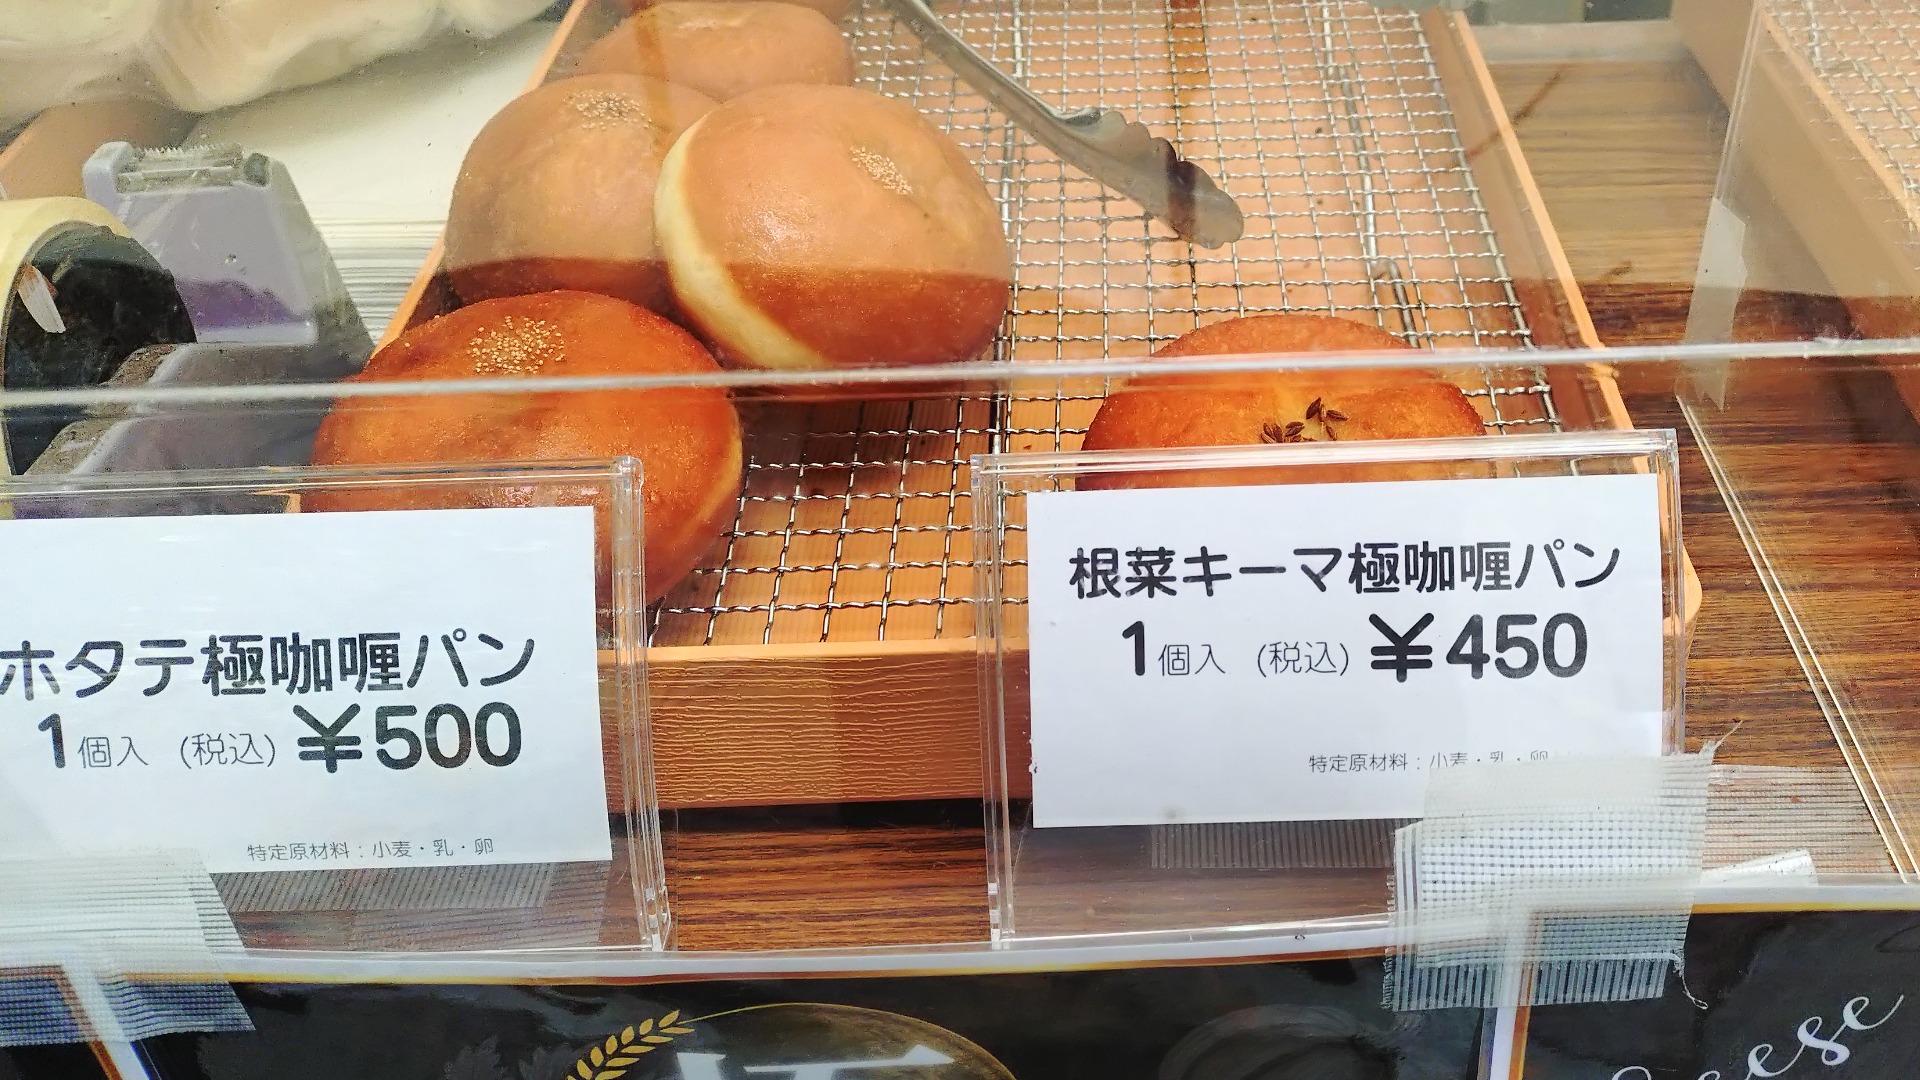 ホタテ極咖喱パン
1個入 (税込) ¥500
特定原材料：小麦・乳・卵
根菜キーマ極咖喱パン
1個入 (税込) ¥450
特定原材料：小麦・乳・卵